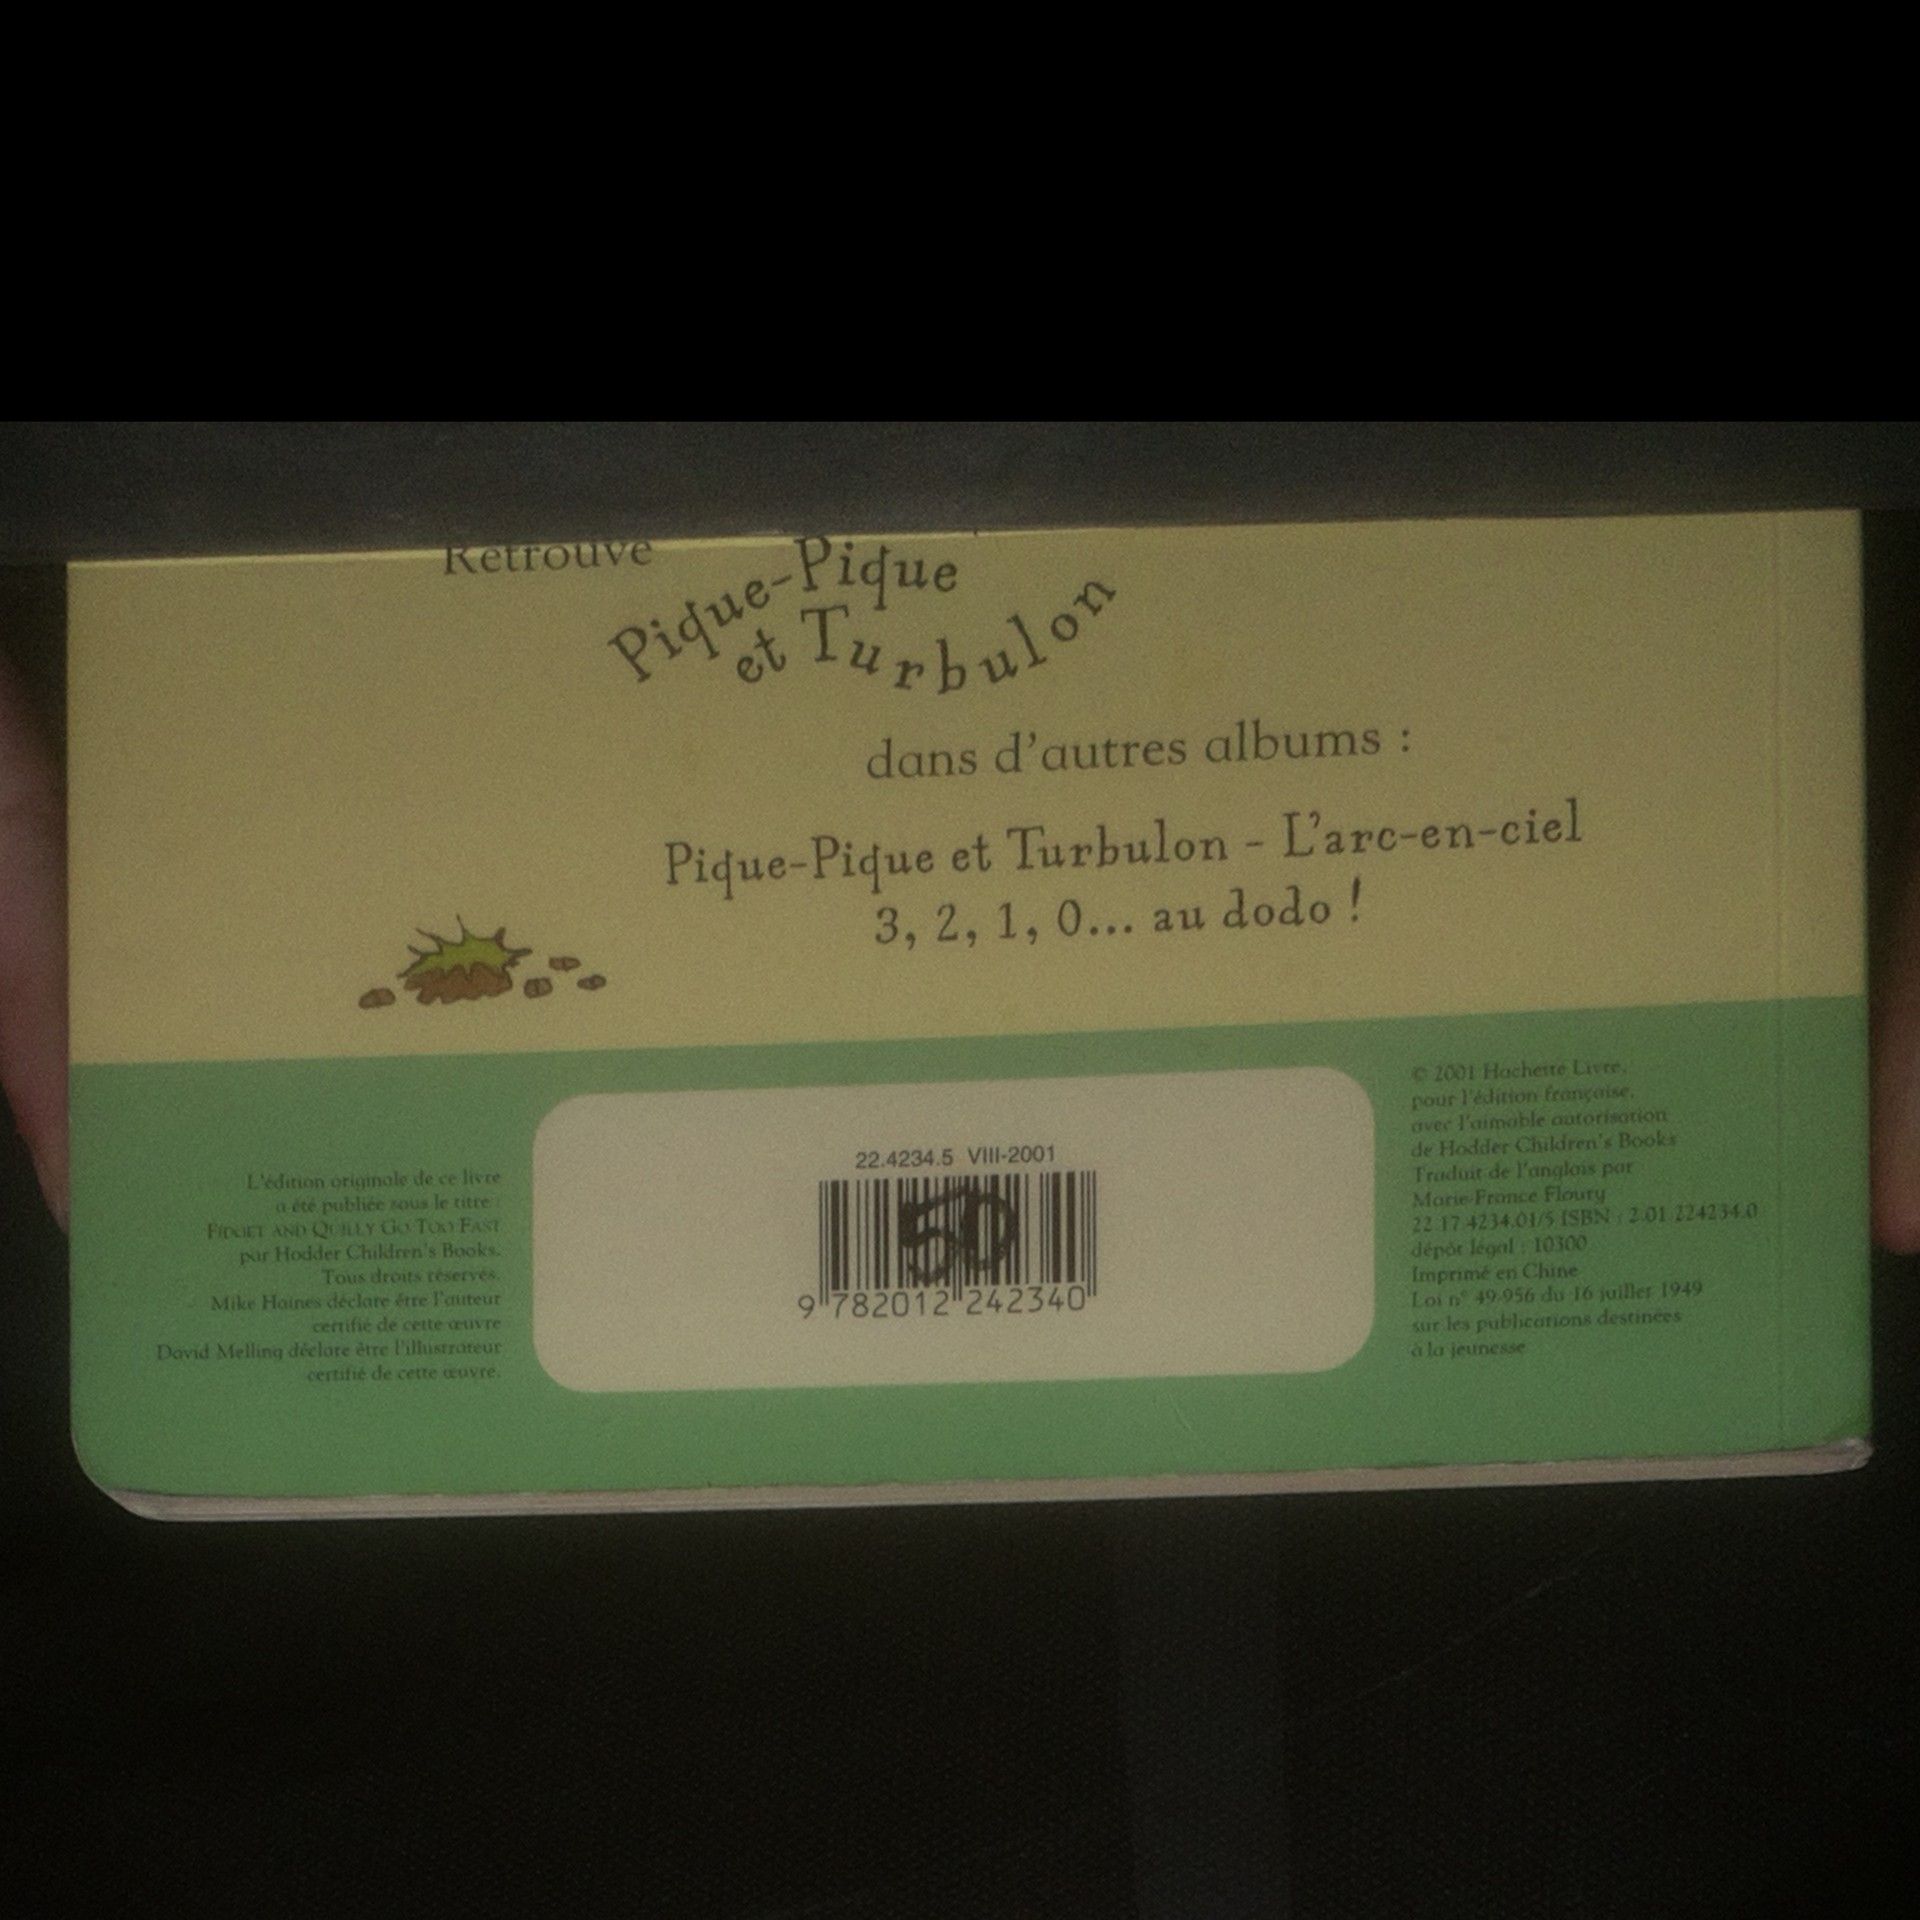 Retrouve
Pique-Pique
et Turbulon
dans d'autres albums :
Pique-Pique et Turbulon - L'arc-en-ciel
3, 2, 1, 0... au dodo !
L'édition originale de ce livre
a été publiée sous le titre :
FIDGET AND QUILLY GO TOO FAST
par Hodder Children's Books.
Tous droits réservés.
Mike Haines déclare être l'auteur
certifié de cette œuvre
David Melling déclare être l'illustrateur
certifié de cette œuvre.
22.4234.5 VIII-2001
50
9 782012 242340
© 2001 Hachette Livre,
pour l'édition française,
avec l'aimable autorisation
de Hodder Children's Books
Traduit de l'anglais par
Marie-France Floury
22.17.4234.01/5 ISBN : 2.01.224234.0
dépôt légal : 10300
Imprimé en Chine
Loi n° 49.956 du 16 juillet 1949
sur les publications destinées
à la jeunesse